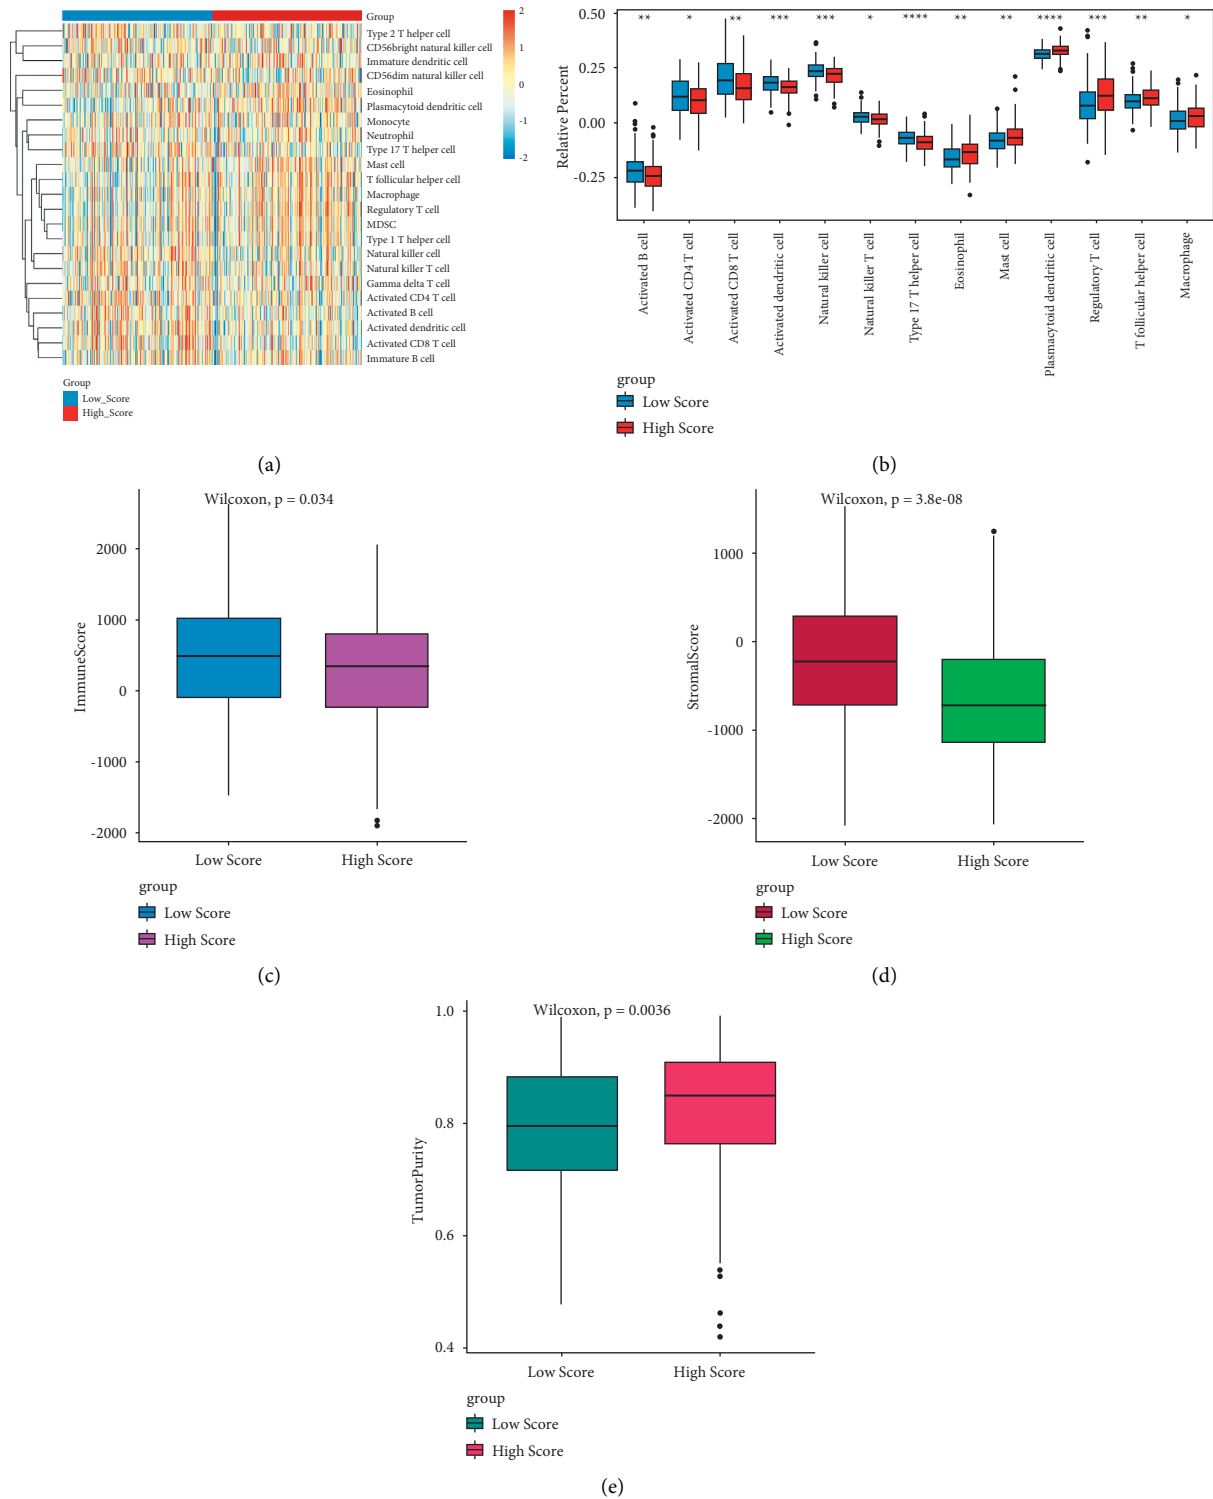 Group
Type 2 T helper cell
CD56bright natural killer cell
Immature dendritic cell
CD56dim natural killer cell
Eosinophil
Plasmacytoid dendritic cell
Monocyte
Neutrophil
Type 17 T helper cell
Mast cell
T follicular helper cell
Macrophage
Regulatory T cell
MDSC
Type 1 T helper cell
Natural killer cell
Natural killer T cell
Gamma delta T cell
Activated CD4 T cell
Activated B cell
Activated dendritic cell
Activated CD8 T cell
Immature B cell
2
1
0
-1
-2
Group
Low_Score
High_Score
(a)
Relative Percent
0.50
0.25
0.00
-0.25
** * ** *** *** * **** ** ** **** *** ** *
Activated B cell
Activated CD4 T cell
Activated CD8 T cell
Activated dendritic cell
Natural killer cell
Natural killer T cell
Type 17 T helper cell
Eosinophil
Mast cell
Plasmacytoid dendritic cell
Regulatory T cell
T follicular helper cell
Macrophage
group
Low Score
High Score
(b)
Wilcoxon, p = 0.034
ImmuneScore
2000
1000
0
-1000
-2000
Low Score High Score
group
Low Score
High Score
(c)
Wilcoxon, p = 3.8e-08
StromalScore
1000
0
-1000
-2000
Low Score High Score
group
Low Score
High Score
(d)
Wilcoxon, p = 0.0036
TumorPurity
1.0
0.8
0.6
0.4
Low Score High Score
group
Low Score
High Score
(e)